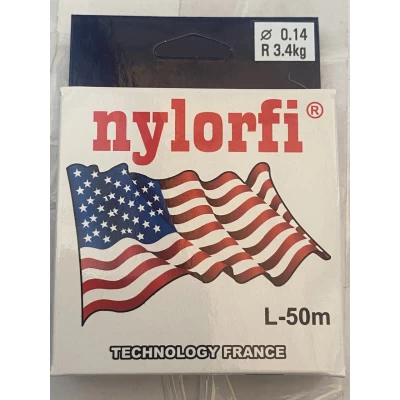 ø 0.14
R 3.4kg
nylorfi®
L-50m
TECHNOLOGY FRANCE